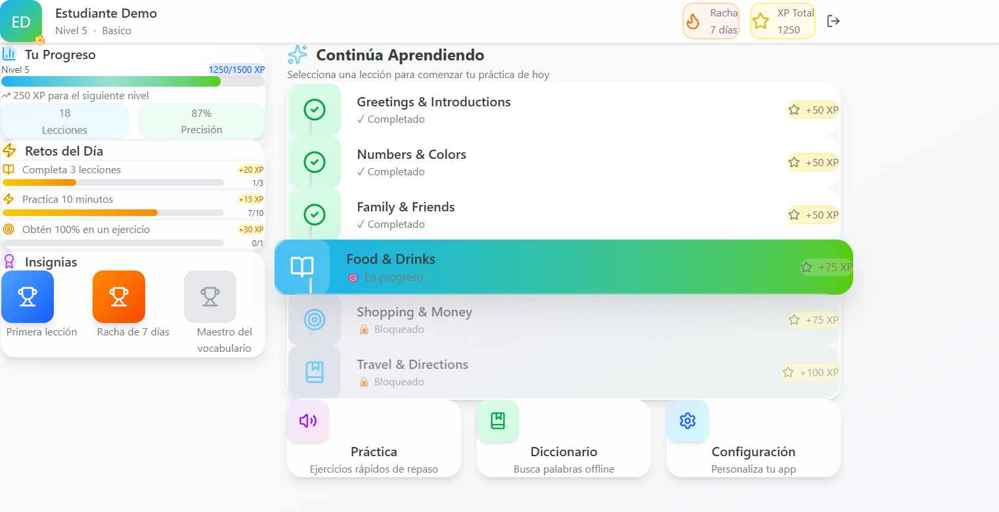 ED
Estudiante Demo
Nivel 5 • Basico
Racha
7 días
XP Total
1250
Tu Progreso
Nivel 5
1250/1500 XP
250 XP para el siguiente nivel
18
Lecciones
87%
Precisión
Retos del Día
Completa 3 lecciones
+20 XP
1/3
Practica 10 minutos
+15 XP
7/10
Obtén 100% en un ejercicio
+30 XP
0/1
Insignias
Primera lección
Racha de 7 días
Maestro del
vocabulario
Continúa Aprendiendo
Selecciona una lección para comenzar tu práctica de hoy
Greetings & Introductions
✓ Completado
+50 XP
Numbers & Colors
✓ Completado
+50 XP
Family & Friends
✓ Completado
+50 XP
Food & Drinks
🎯 En progreso
+75 XP
Shopping & Money
🔒 Bloqueado
+75 XP
Travel & Directions
🔒 Bloqueado
+100 XP
Práctica
Ejercicios rápidos de repaso
Diccionario
Busca palabras offline
Configuración
Personaliza tu app